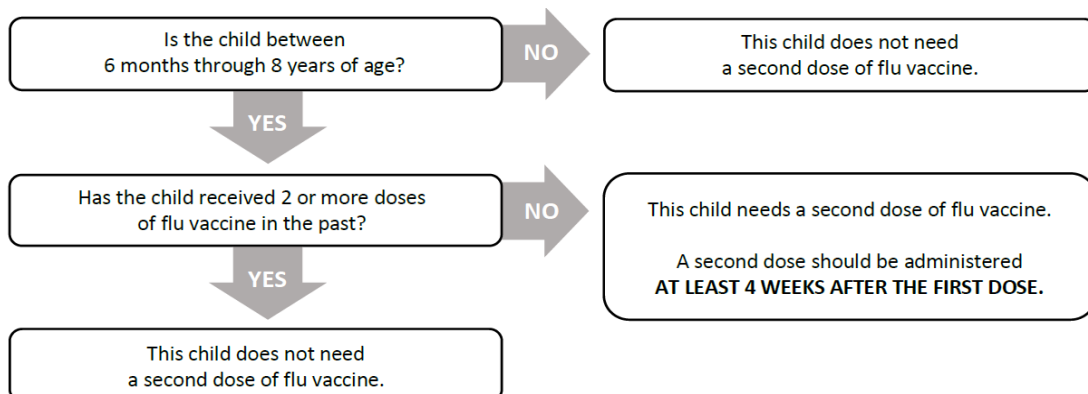 Is the child between
6 months through 8 years of age?
NO
This child does not need
a second dose of flu vaccine.
YES
Has the child received 2 or more doses
of flu vaccine in the past?
NO
This child needs a second dose of flu vaccine.
A second dose should be administered
AT LEAST 4 WEEKS AFTER THE FIRST DOSE.
YES
This child does not need
a second dose of flu vaccine.